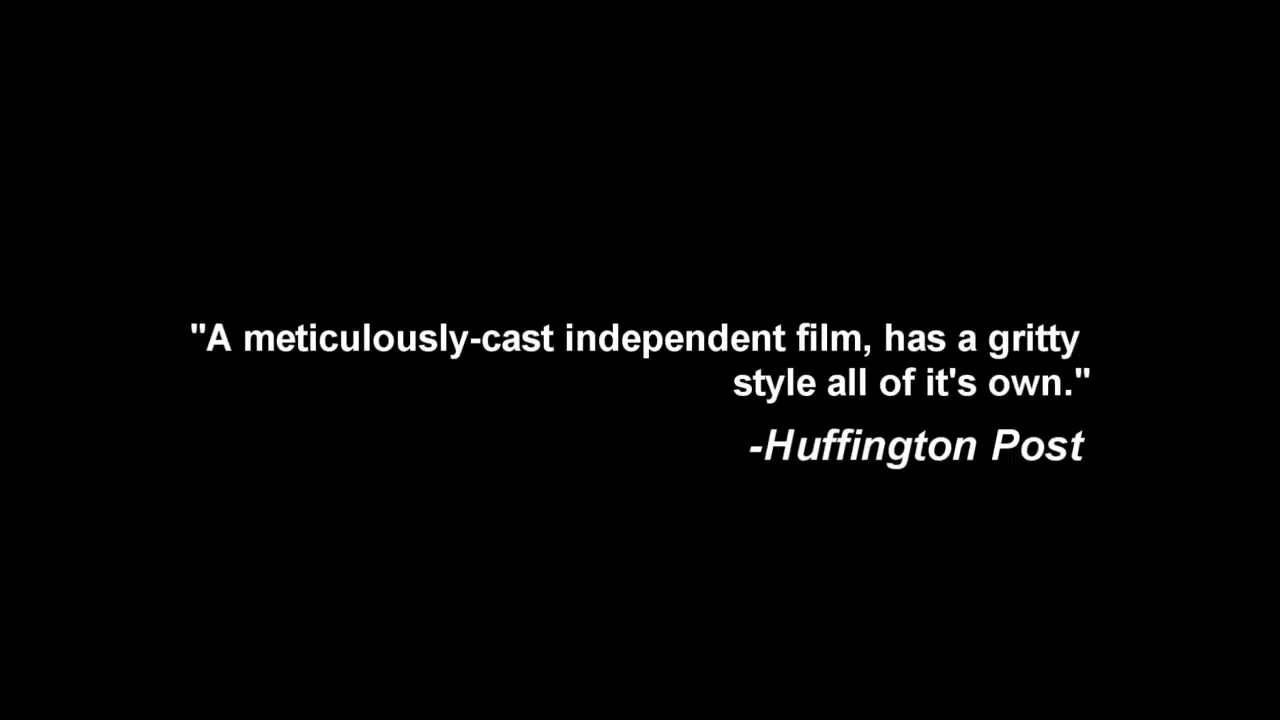 "A meticulously-cast independent film, has a gritty
style all of it's own."
-Huffington Post